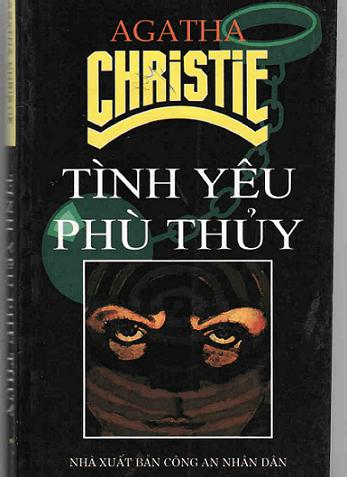 AGATHA
CHRiSTiE
TÌNH YÊU
PHÙ THỦY
NHÀ XUẤT BẢN CÔNG AN NHÂN DÂN